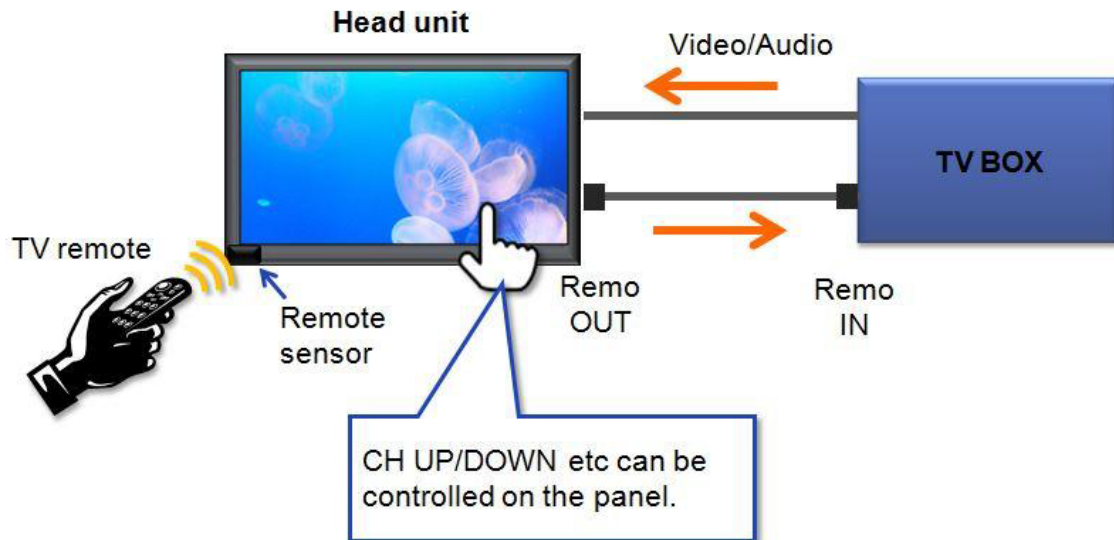 Head unit
Video/Audio
TV BOX
TV remote
Remote
sensor
Remo
OUT
Remo
IN
CH UP/DOWN etc can be
controlled on the panel.